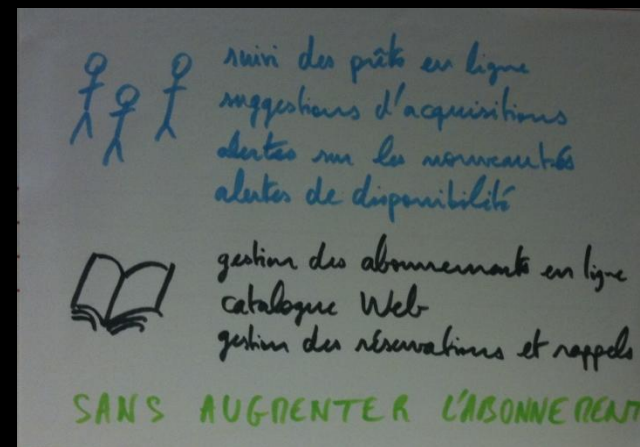 suivi des prêts en ligne
suggestions d'acquisitions
alertes sur les nouveautés
alertes de disponibilité
gestion des abonnements en ligne
catalogue Web
gestion des réservations et rappels
SANS AUGMENTER L'ABONNEMENT